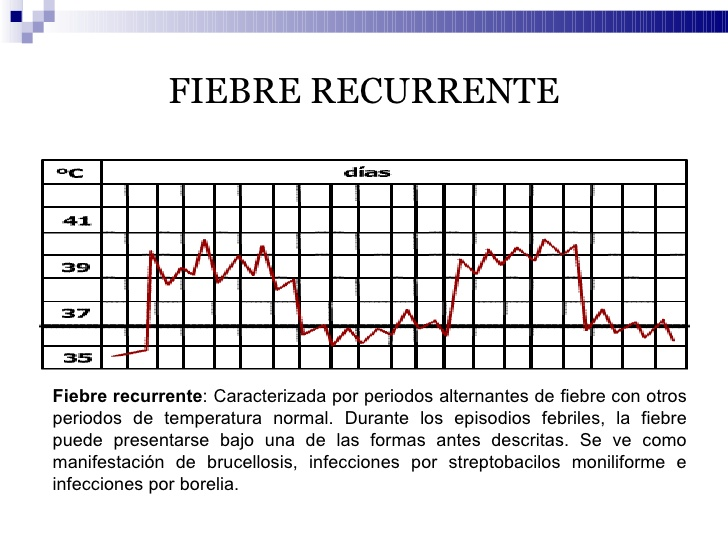 FIEBRE RECURRENTE
ºC días
41
39
37
35
Fiebre recurrente: Caracterizada por periodos alternantes de fiebre con otros
periodos de temperatura normal. Durante los episodios febriles, la fiebre
puede presentarse bajo una de las formas antes descritas. Se ve como
manifestación de brucellosis, infecciones por streptobacilos moniliforme e
infecciones por borelia.